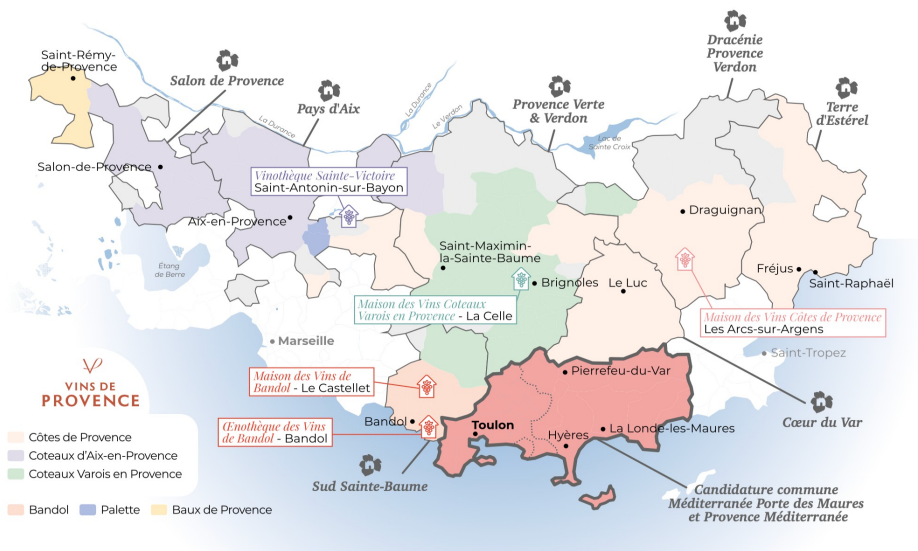 Saint-Rémy-
de-Provence
Salon de Provence
Pays d'Aix
La Durance
La Durance
Le Verdon
Provence Verte
& Verdon
Lac de
Sainte Croix
Dracénie
Provence
Verdon
Terre
d'Estérel
Salon-de-Provence
Vinothèque Sainte-Victoire
Saint-Antonin-sur-Bayon
Aix-en-Provence
Draguignan
Saint-Maximin-
la-Sainte-Baume
Étang
de Berre
Brignoles
Le Luc
Fréjus
Saint-Raphaël
Maison des Vins Coteaux
Varois en Provence - La Celle
Maison des Vins Côtes de Provence
Les Arcs-sur-Argens
Marseille
Saint-Tropez
VINS DE
PROVENCE
Maison des Vins de
Bandol - Le Castellet
Pierrefeu-du-Var
Bandol
Œnothèque des Vins
de Bandol - Bandol
Toulon
Hyères
La Londe-les-Maures
Cœur du Var
Côtes de Provence
Coteaux d'Aix-en-Provence
Coteaux Varois en Provence
Bandol
Palette
Baux de Provence
Sud Sainte-Baume
Candidature commune
Méditerranée Porte des Maures
et Provence Méditerranée